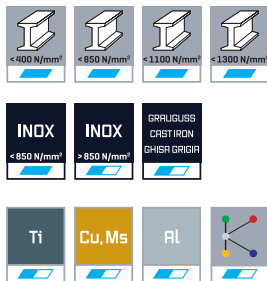 <400 N/mm² <850 N/mm² <1100 N/mm² <1300 N/mm²
INOX INOX GRAUGUSS
CAST IRON
GHISA GRIGIA
<850 N/mm² >850 N/mm²
Ti Cu, Ms Al